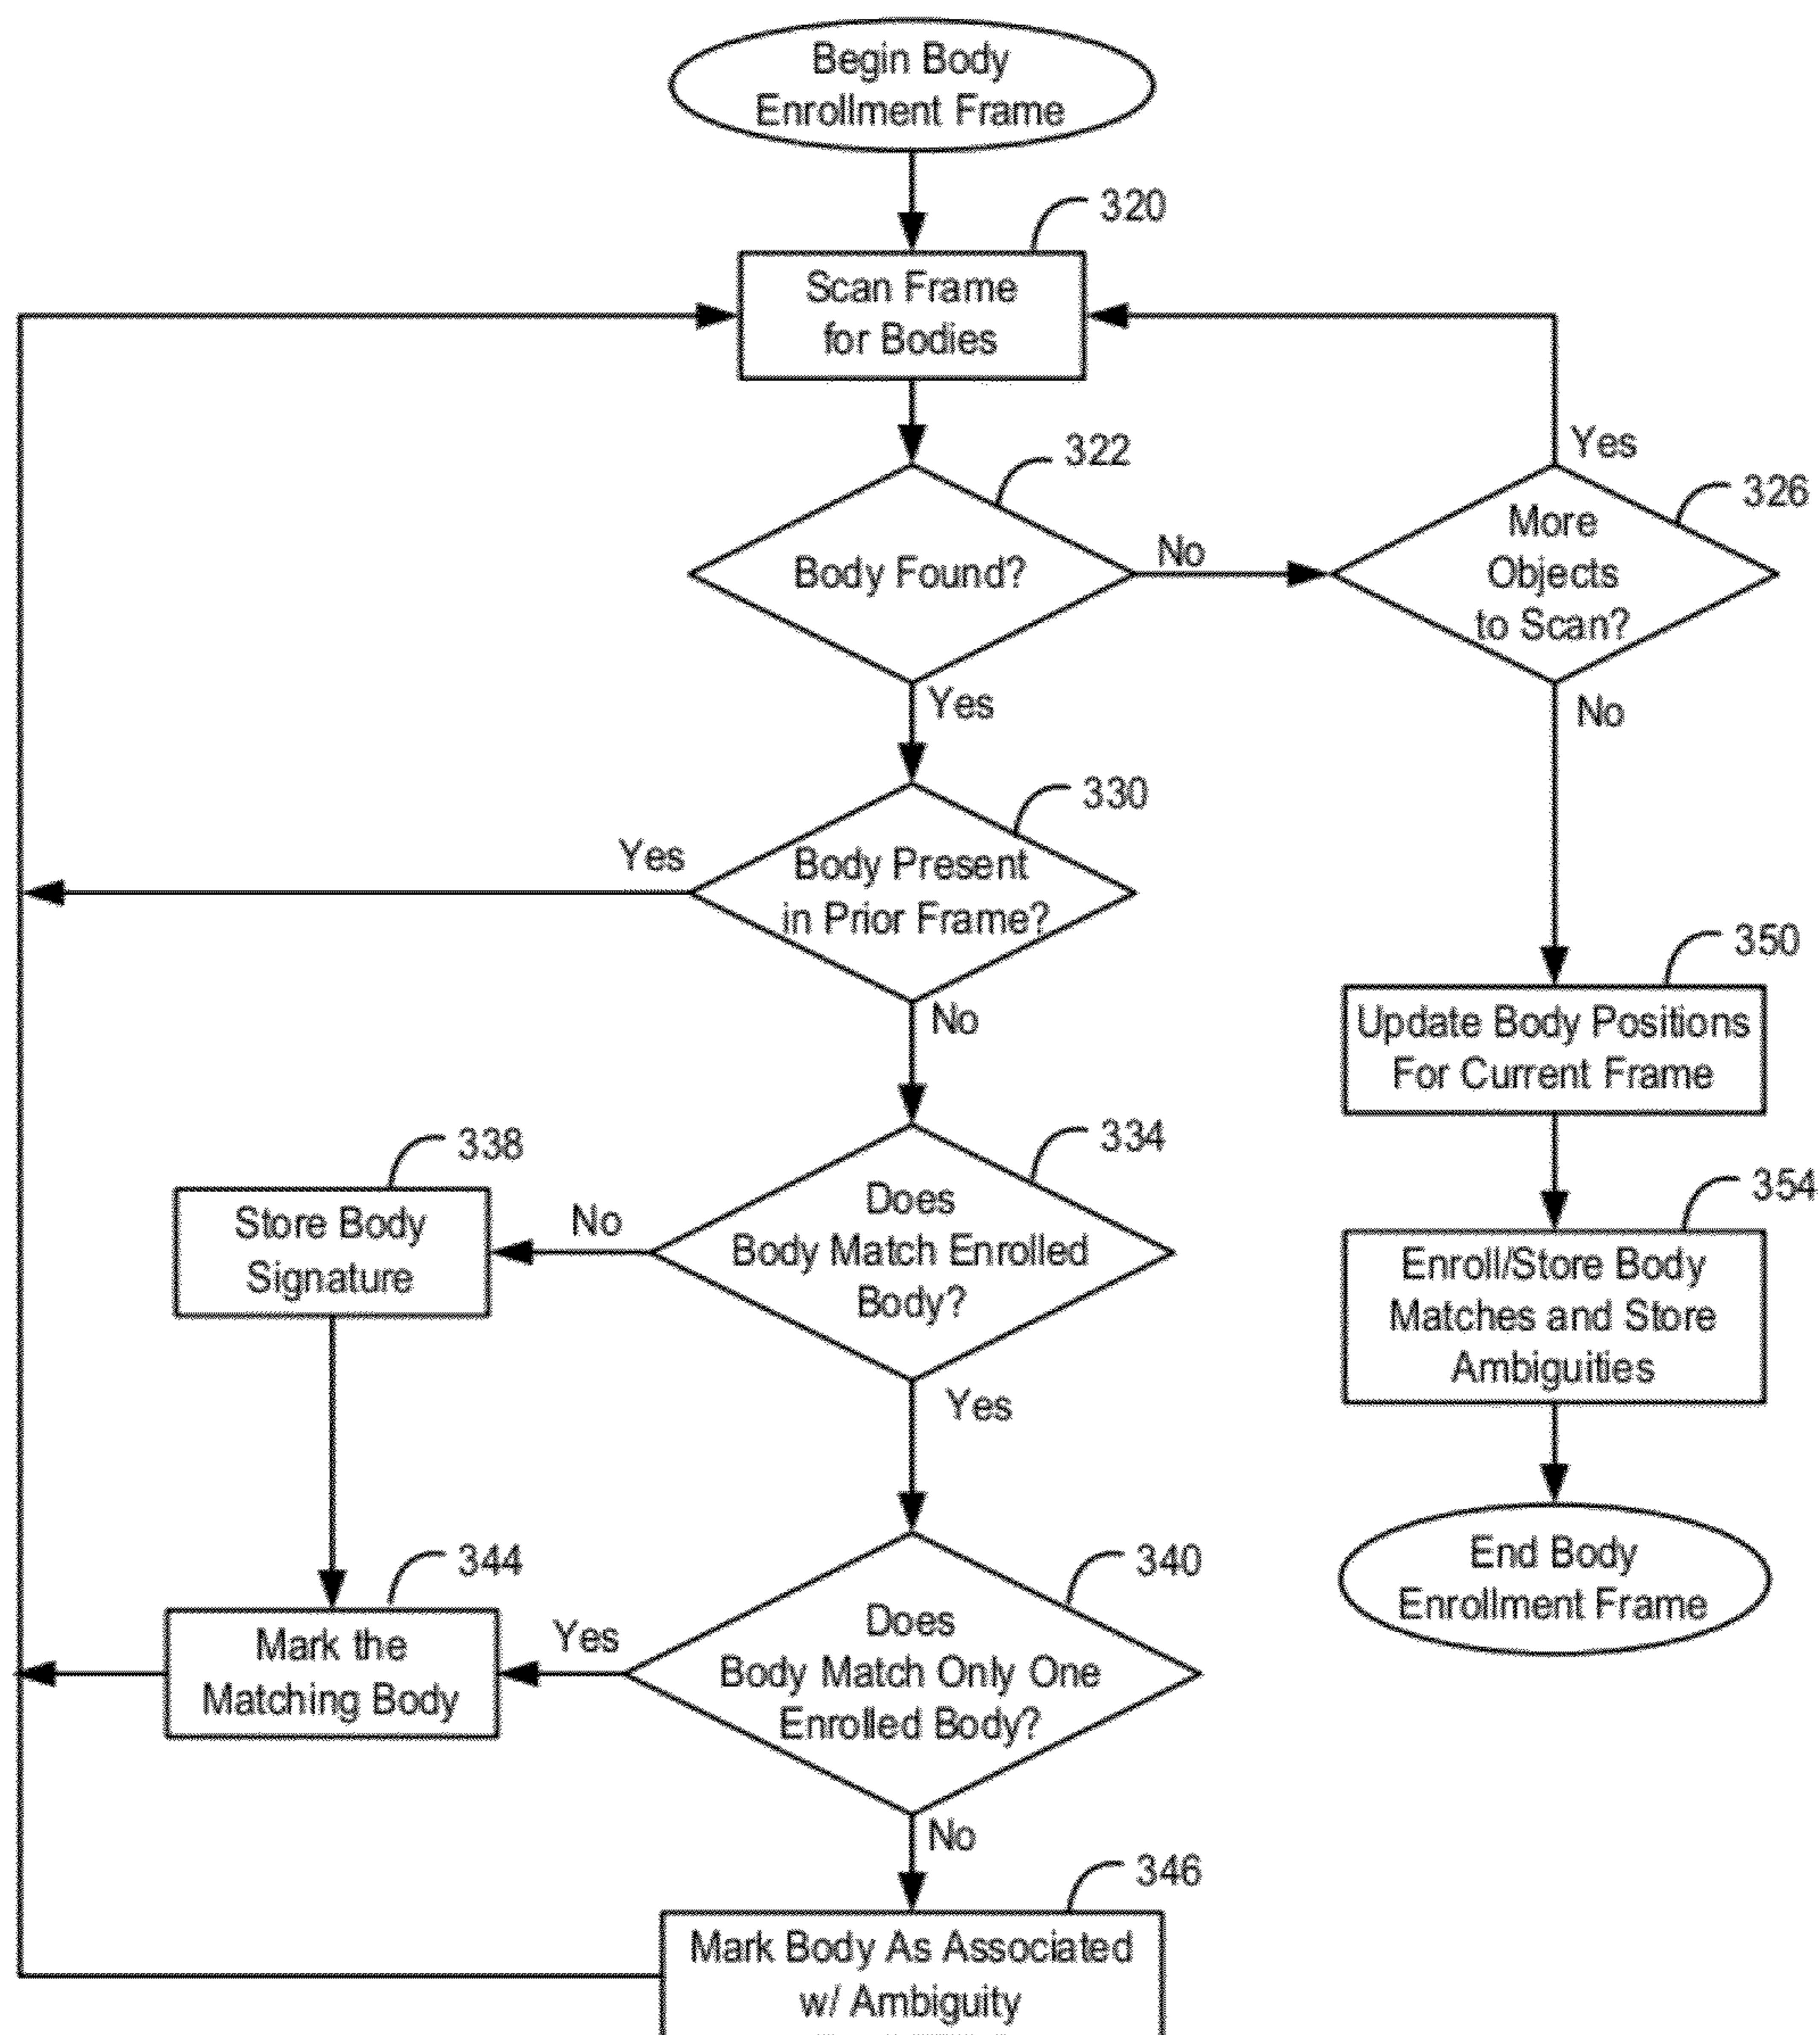 Begin Body
Enrollment Frame
320
Scan Frame
for Bodies
322
Body Found?
No
Yes
326
More
Objects
to Scan?
Yes
No
330
Body Present
in Prior Frame?
Yes
No
350
Update Body Positions
For Current Frame
334
Does
Body Match Enrolled
Body?
No
Yes
338
Store Body
Signature
354
Enroll/Store Body
Matches and Store
Ambiguities
340
Does
Body Match Only One
Enrolled Body?
Yes
No
344
Mark the
Matching Body
End Body
Enrollment Frame
346
Mark Body As Associated
w/ Ambiguity